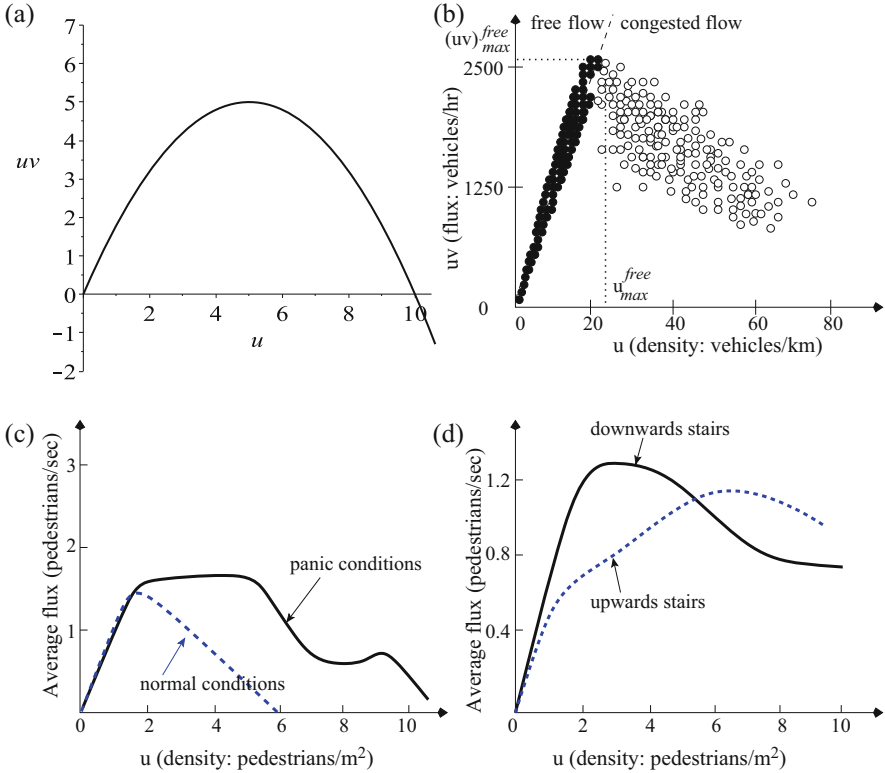 (a)
7
6
5
uv
4
3
2
1
0
2
4
6
8
10
u
-1
-2
(b)
(uv)free max
free flow
congested flow
2500
uv (flux: vehicles/hr)
1250
0
u free max
0
20
40
60
80
u (density: vehicles/km)
(c)
Average flux (pedestrians/sec)
3
2
1
panic conditions
normal conditions
0
2
4
6
8
10
u (density: pedestrians/m²)
(d)
Average flux (pedestrians/sec)
downwards stairs
1.2
0.8
upwards stairs
0.4
0
2
4
6
8
10
u (density: pedestrians/m²)